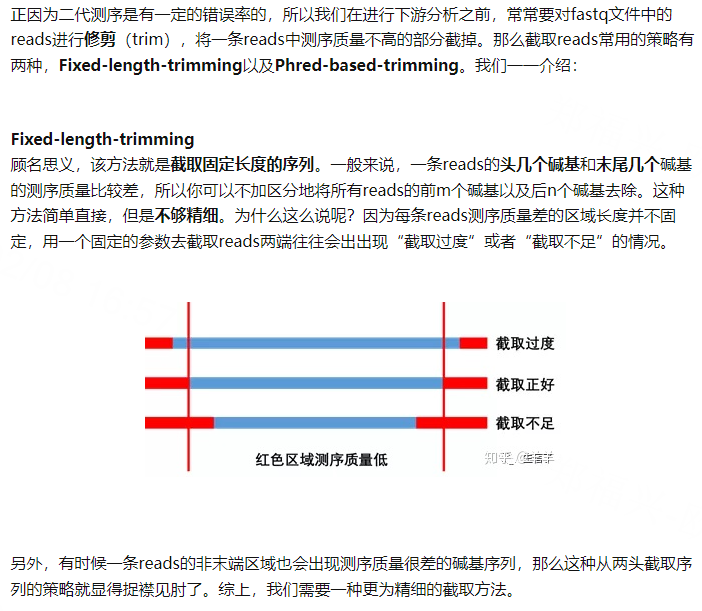 正因为二代测序是有一定的错误率的，所以我们在进行下游分析之前，常常要对fastq文件中的
reads进行修剪（trim），将一条reads中测序质量不高的部分截掉。那么截取reads常用的策略有
两种，Fixed-length-trimming以及Phred-based-trimming。我们一一介绍：
Fixed-length-trimming
顾名思义，该方法就是截取固定长度的序列。一般来说，一条reads的头几个碱基和末尾几个碱基
的测序质量比较差，所以你可以不加区分地将所有reads的前m个碱基以及后n个碱基去除。这种
方法简单直接，但是不够精细。为什么这么说呢？因为每条reads测序质量差的区域长度并不固
定，用一个固定的参数去截取reads两端往往会出出现“截取过度”或者“截取不足”的情况。
截取过度
截取正好
截取不足
红色区域测序质量低
知乎 @生信羊
另外，有时候一条reads的非末端区域也会出现测序质量很差的碱基序列，那么这种从两头截取序
列的策略就显得捉襟见肘了。综上，我们需要一种更为精细的截取方法。